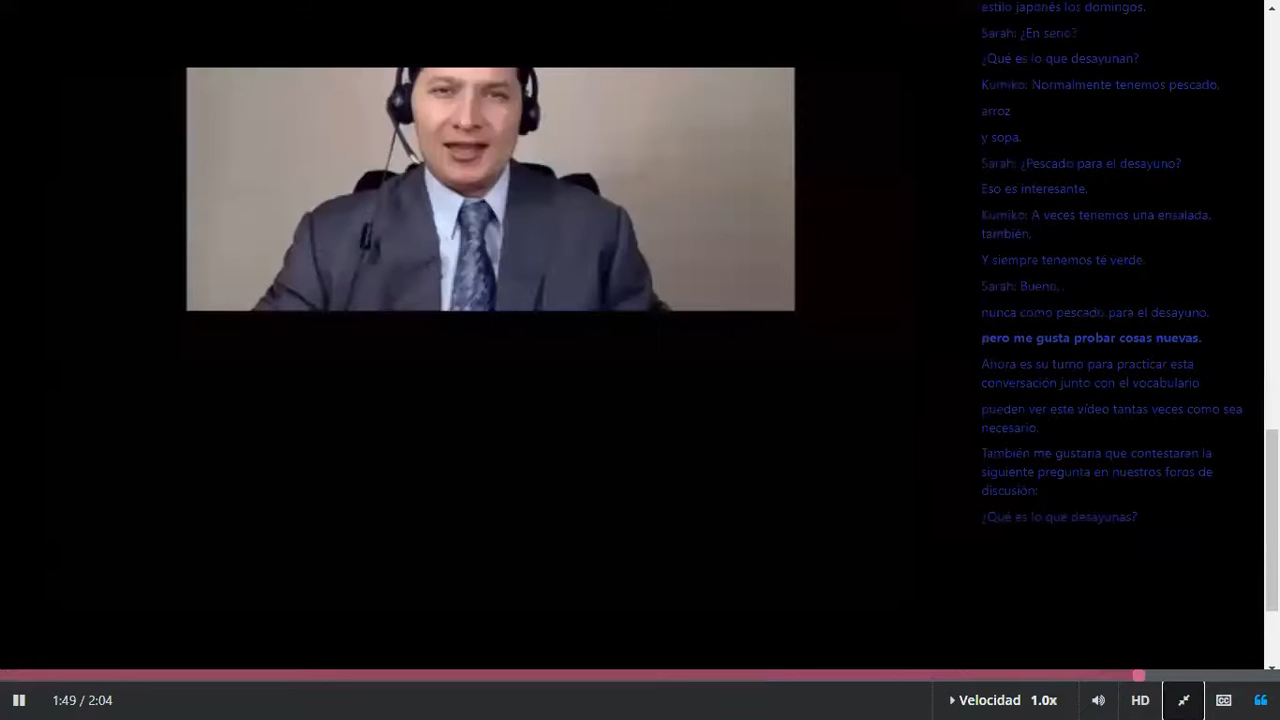 estilo japonés los domingos.
Sarah: ¿En serio?
¿Qué es lo que desayunan?
Kumiko: Normalmente tenemos pescado,
arroz
y sopa.
Sarah: ¿Pescado para el desayuno?
Eso es interesante.
Kumiko: A veces tenemos una ensalada,
también.
Y siempre tenemos té verde.
Sarah: Bueno,
nunca como pescado para el desayuno,
pero me gusta probar cosas nuevas.
Ahora es su turno para practicar esta
conversación junto con el vocabulario
pueden ver este vídeo tantas veces como sea
necesario.
También me gustaría que contestaran la
siguiente pregunta en nuestros foros de
discusión:
¿Qué es lo que desayunas?
1:49 / 2:04
Velocidad 1.0x
HD
CC